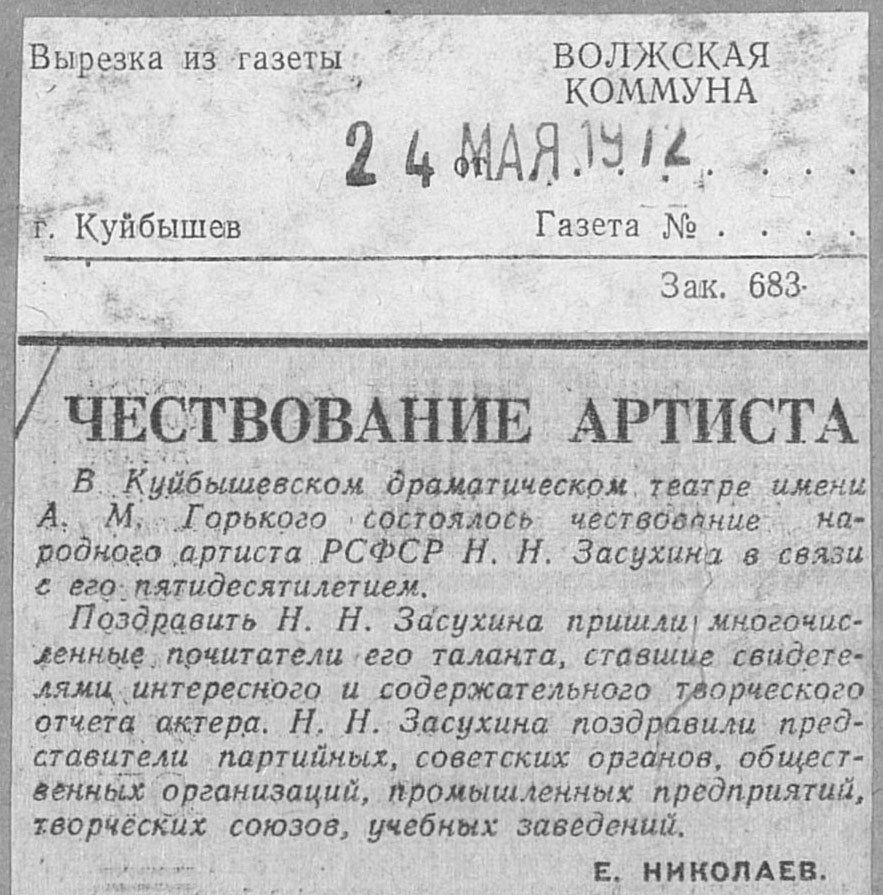 Вырезка из газеты
ВОЛЖСКАЯ
КОММУНА
24 от МАЯ 1972 . . . . . .
г. Куйбышев Газета № . . . .
Зак. 683
ЧЕСТВОВАНИЕ АРТИСТА
В Куйбышевском драматическом театре имени
А. М. Горького состоялось чествование на-
родного артиста РСФСР Н. Н. Засухина в связи
с его пятидесятилетием.
Поздравить Н. Н. Засухина пришли многочис-
ленные почитатели его таланта, ставшие свидете-
лями интересного и содержательного творческого
отчета актера. Н. Н. Засухина поздравили пред-
ставители партийных, советских органов, общест-
венных организаций, промышленных предприятий,
творческих союзов, учебных заведений.
Е. НИКОЛАЕВ.